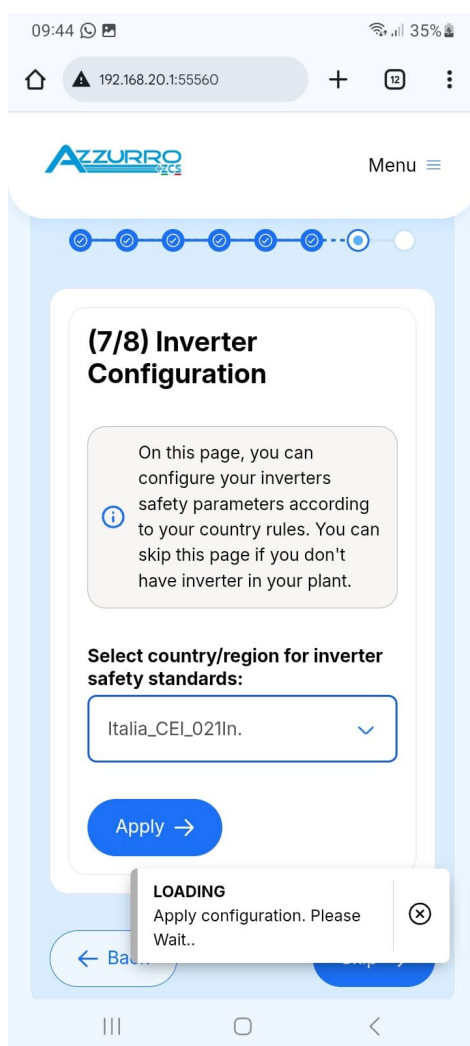 09:44
35%
192.168.20.1:55560
12
AZZURRO
ZCS
Menu
(7/8) Inverter
Configuration
On this page, you can
configure your inverters
safety parameters according
to your country rules. You can
skip this page if you don't
have inverter in your plant.
Select country/region for inverter
safety standards:
Italia_CEI_021In.
Apply
LOADING
Apply configuration. Please
Wait..
Back
Skip